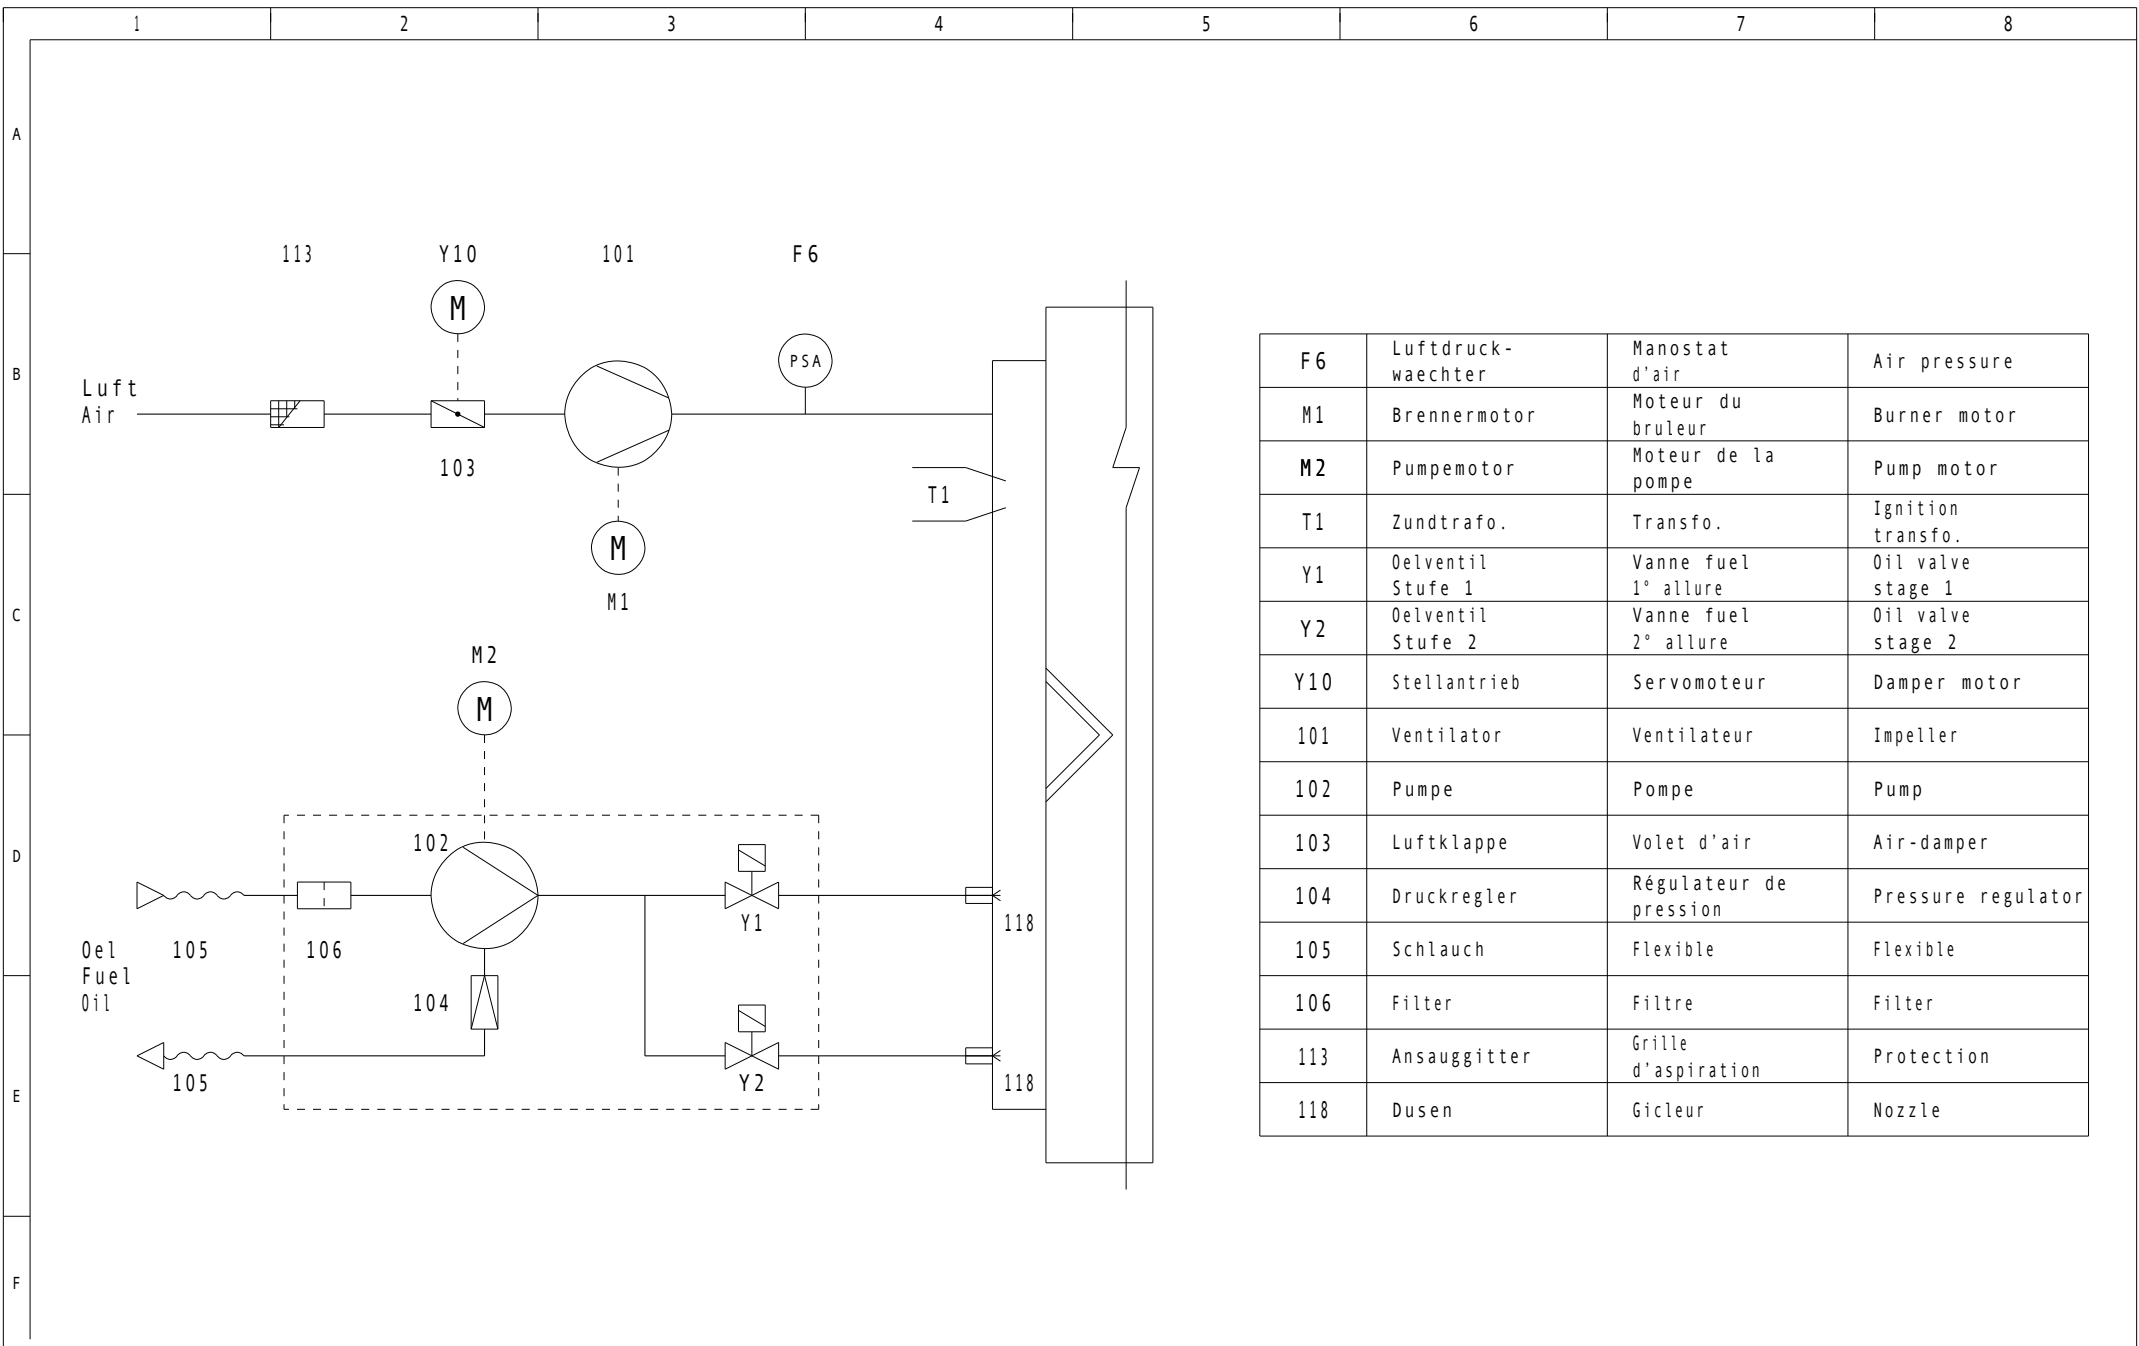 1 2 3 4 5 6 7 8
A
113 Y10 101 F6
M
PSA
B
Luft
Air
103
T1
M
C
M1
M2
M
102
D
Y1
118
Oel
Fuel
Oil
105
106
104
105
Y2
118
E
F
F6 Luftdruck-
waechter
Manostat
d'air
Air pressure
M1 Brennermotor
Moteur du
bruleur
Burner motor
M2 Pumpemotor
Moteur de la
pompe
Pump motor
T1 Zundtrafo.
Transfo.
Ignition
transfo.
Y1 Oelventil
Stufe 1
Vanne fuel
1° allure
Oil valve
stage 1
Y2 Oelventil
Stufe 2
Vanne fuel
2° allure
Oil valve
stage 2
Y10 Stellantrieb Servomoteur Damper motor
101 Ventilator Ventilateur Impeller
102 Pumpe Pompe Pump
103 Luftklappe Volet d'air Air-damper
104 Druckregler
Régulateur de
pression
Pressure regulator
105 Schlauch Flexible Flexible
106 Filter Filtre Filter
113 Ansauggitter
Grille
d'aspiration
Protection
118 Dusen Gicleur Nozzle